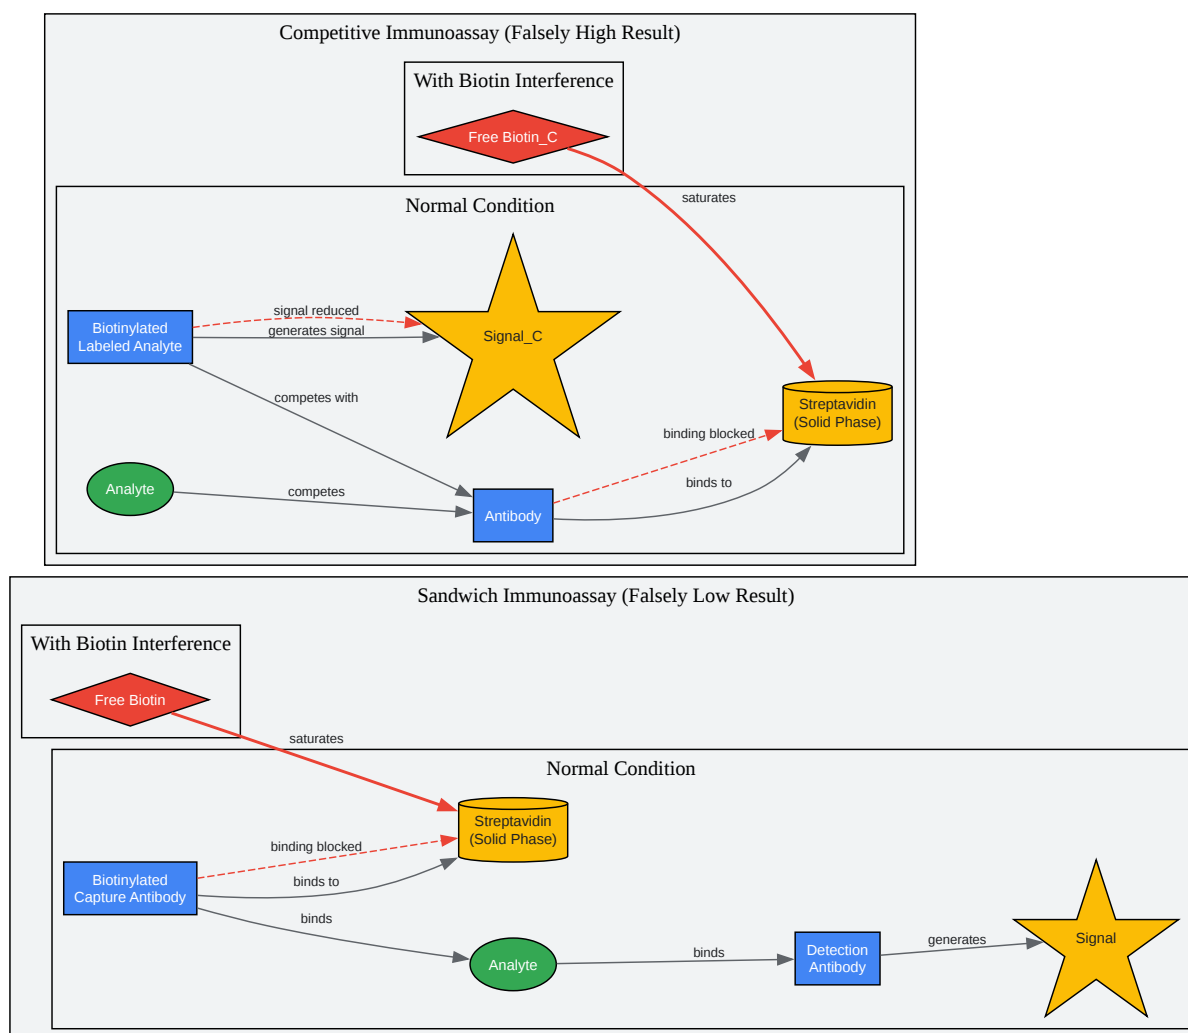 Competitive Immunoassay (Falsely High Result)
With Biotin Interference
Free Biotin_C
saturates
Normal Condition
signal reduced
generates signal
Biotinylated
Labeled Analyte
Signal_C
competes with
Streptavidin
(Solid Phase)
binding blocked
Analyte
competes
binds to
Antibody
Sandwich Immunoassay (Falsely Low Result)
With Biotin Interference
Free Biotin
saturates
Normal Condition
Streptavidin
(Solid Phase)
binding blocked
Biotinylated
Capture Antibody
binds to
binds
Analyte
binds
Detection
Antibody
generates
Signal